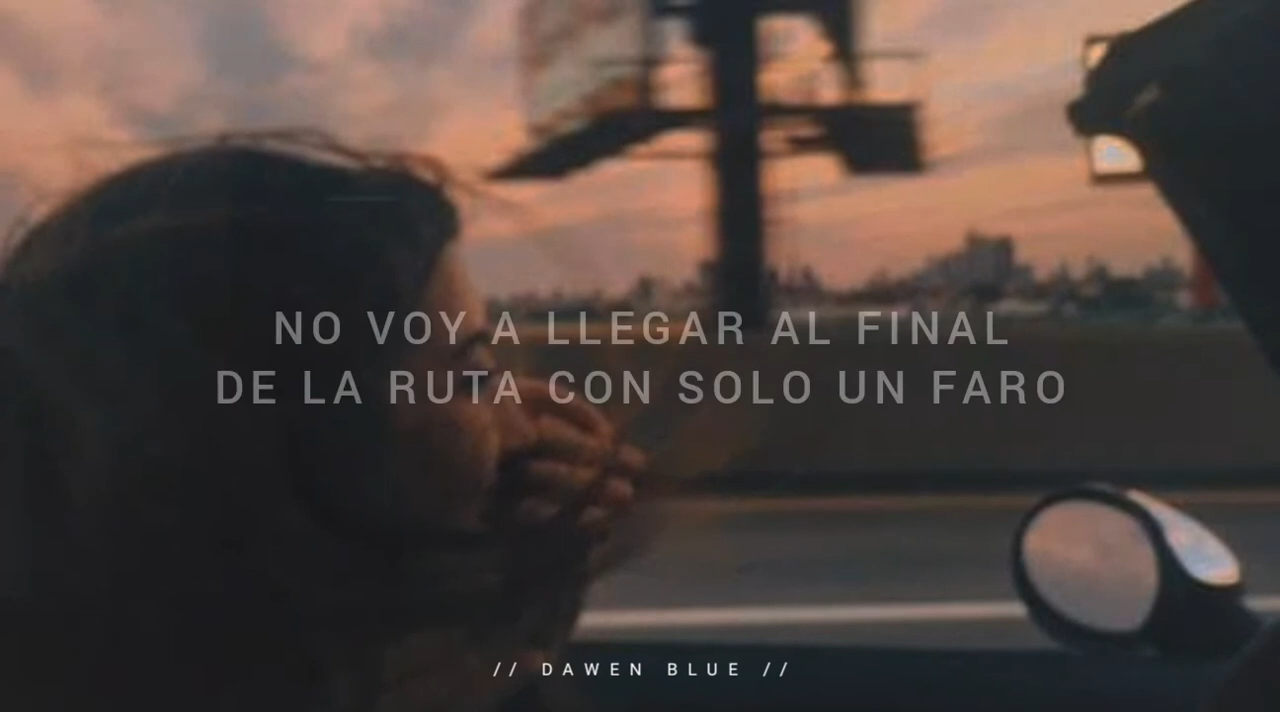 NO VOY A LLEGAR AL FINAL
DE LA RUTA CON SOLO UN FARO
// DAWEN BLUE //